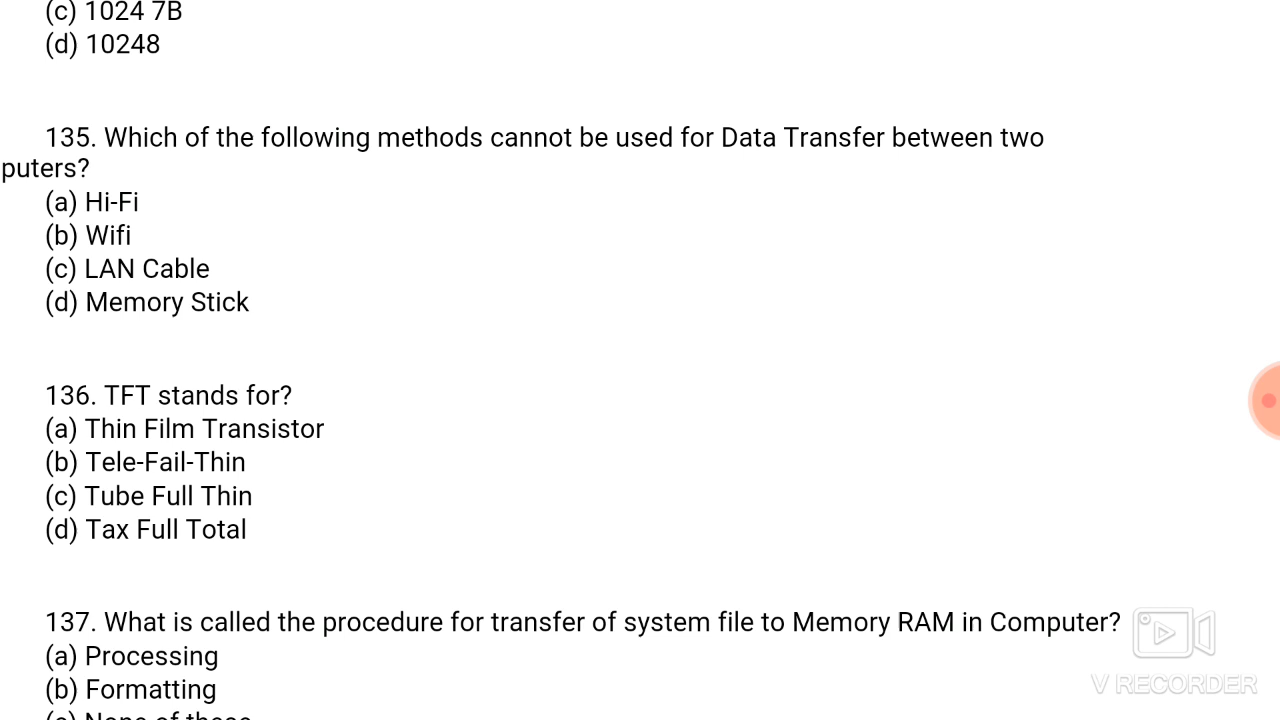 (c) 1024 7B
(d) 10248
135. Which of the following methods cannot be used for Data Transfer between two
puters?
(a) Hi-Fi
(b) Wifi
(c) LAN Cable
(d) Memory Stick
136. TFT stands for?
(a) Thin Film Transistor
(b) Tele-Fail-Thin
(c) Tube Full Thin
(d) Tax Full Total
137. What is called the procedure for transfer of system file to Memory RAM in Computer?
(a) Processing
(b) Formatting
(c) None of these
V RECORDER